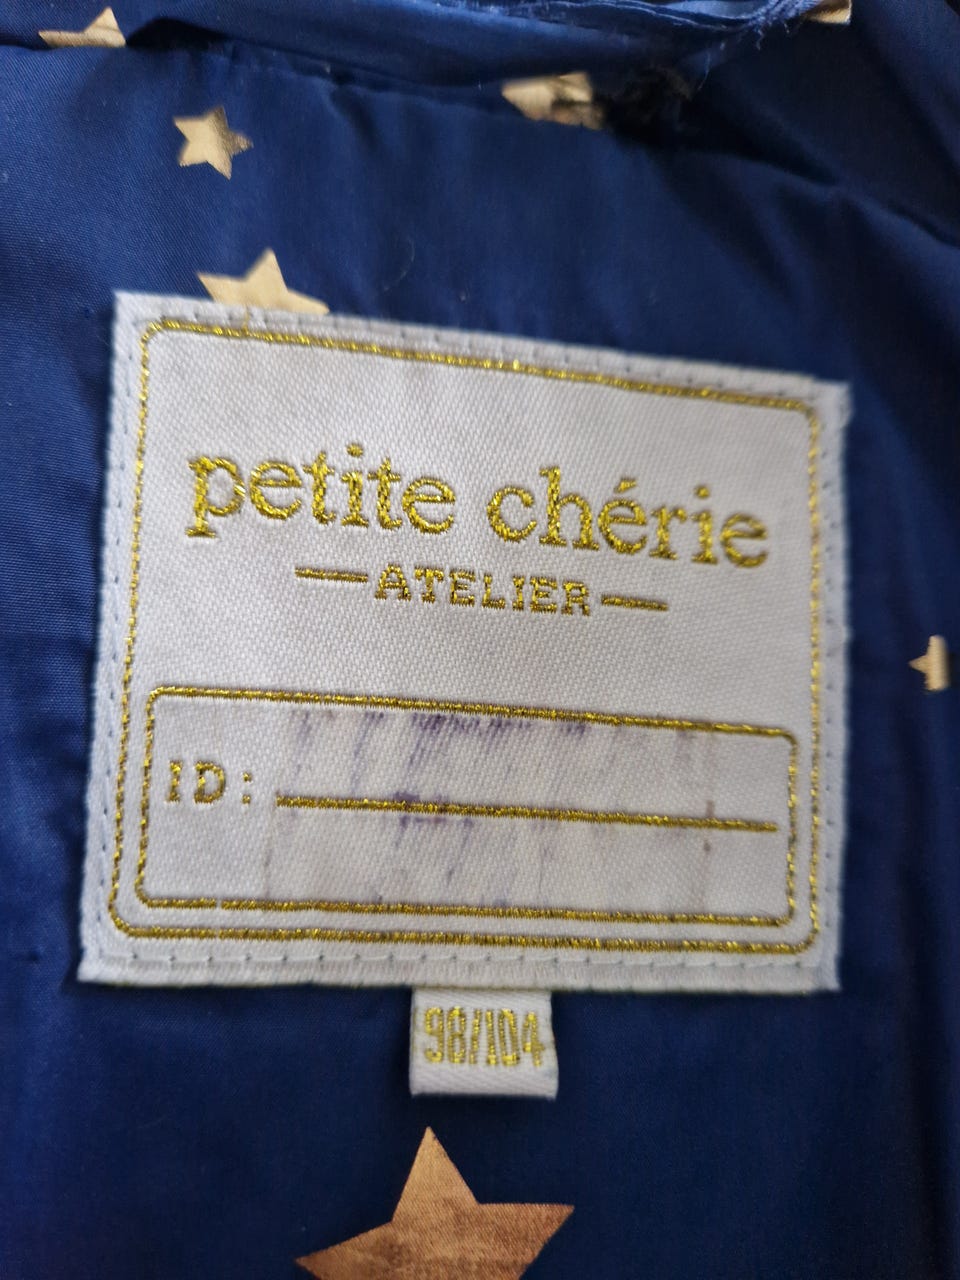 petite chérie
ATELIER
ID:
98/104